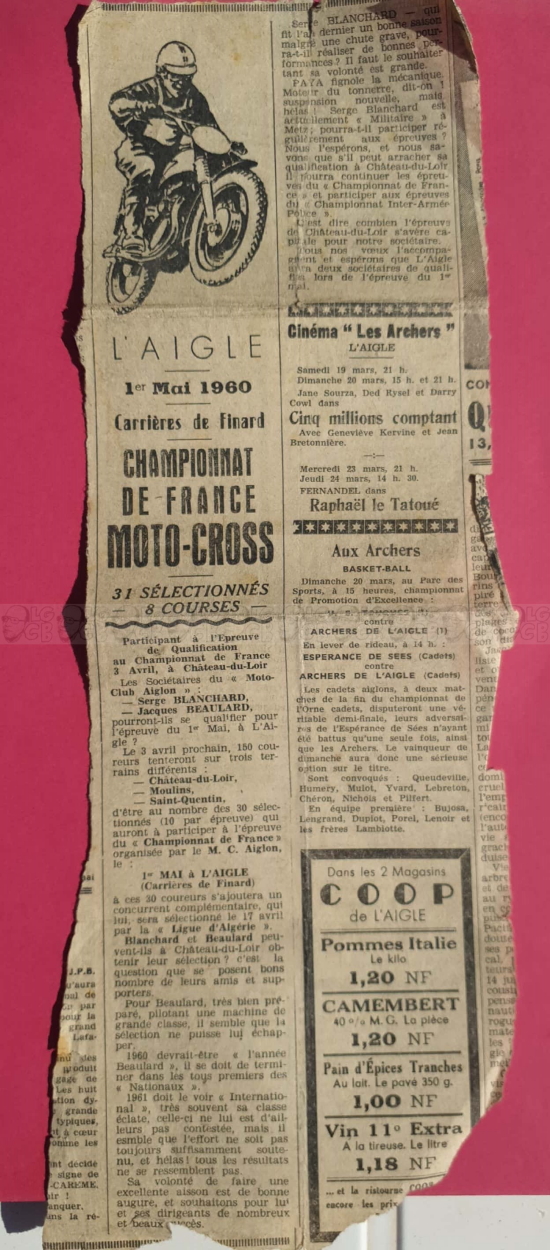 L'AIGLE
1er Mai 1960
Carrières de Finard
CHAMPIONNAT
DE FRANCE
MOTO-CROSS
31 SÉLECTIONNÉS
— 8 COURSES —
Participant à l'Epreuve
de Qualification
au Championnat de France
3 Avril, à Château-du-Loir
Les Sociétaires du « Moto-
Club Aiglon » :
— Serge BLANCHARD,
— Jacques BEAULARD,
pourront-ils se qualifier pour
l'épreuve du 1er Mai, à L'Ai-
gle ?
Le 3 avril prochain, 150 cou-
reurs tenteront sur trois ter-
rains différents :
— Château-du-Loir,
— Moulins,
— Saint-Quentin,
d'être au nombre des 30 sélec-
tionnés (10 par épreuve) qui
auront à participer à l'épreuve
du « Championnat de France »
organisée par le M. C. Aiglon,
le :
1er MAI à L'AIGLE
(Carrières de Finard)
à ces 30 coureurs s'ajoutera un
concurrent complémentaire, qui
lui, sera sélectionné le 17 avril
par la « Ligue d'Algérie ».
Blanchard et Beaulard peu-
vent-ils à Château-du-Loir ob-
tenir leur sélection ? c'est la
question que se posent bons
nombre de leurs amis et sup-
porters.
Pour Beaulard, très bien pré-
paré, pilotant une machine de
grande classe, il semble que la
sélection ne puisse lui échap-
per.
1960 devrait-être « l'année
Beaulard », il se doit de termi-
ner dans les tous premiers des
« Nationaux ».
1961 doit le voir « Internatio-
nal », très souvent sa classe
éclate, celle-ci ne lui est d'ail-
leurs pas contestée, mais il
esmble que l'effort ne soit pas
toujours suffisamment soute-
nu, et hélas ! tous les résultats
ne se ressemblent pas.
Sa volonté de faire une
excellente aisson est de bonne
augure, et souhaitons pour lui
et ses dirigeants de nombreux
et beaux succès.
Serge BLANCHARD — qui
fit l'an dernier un bonne saison
malgré une chute grave, pour-
ra-t-il réaliser de bonnes per-
formances ? Il faut le souhaiter
tant sa volonté est grande.
PAYA fignole la mécanique.
Moteur du tonnerre, dit-on !
suspension nouvelle, mais
hélas ! Serge Blanchard est
actuellement « Militaire » à
Metz ; pourra-t-il participer ré-
gulièrement aux épreuves ?
Nous l'espérons, et nous sa-
vons que s'il peut arracher sa
qualification à Château-du-Loir
il pourra continuer les épreu-
ves du « Championnat de Fran-
ce » et participer aux épreuves
du « Championnat Inter-Armée
Police ».
C'est dire combien l'épreuve
de Château-du-Loir s'avère ca-
pitale pour notre sociétaire.
Tous nos vœux l'accompa-
gnent et espérons que L'Aigle
aura deux sociétaires de quali-
fiés lors de l'épreuve du 1er
mai.
Cinéma " Les Archers "
L'AIGLE
Samedi 19 mars, 21 h.
Dimanche 20 mars, 15 h. et 21 h.
Jane Sourza, Ded Rysel et Darry
Cowl dans
Cinq millions comptant
Avec Geneviève Kervine et Jean
Bretonnière.
—:—
Mercredi 23 mars, 21 h.
Jeudi 24 mars, 14 h. 30.
FERNANDEL dans
Raphaël le Tatoué
Aux Archers
BASKET-BALL
Dimanche 20 mars, au Parc des
Sports, à 15 heures, championnat
de Promotion d'Excellence :
contre
ARCHERS DE L'AIGLE (1)
En lever de rideau, à 14 h. :
ESPERANCE DE SEES (Cadets)
contre
ARCHERS DE L'AIGLE (Cadets)
Les cadets aiglons, à deux mat-
ches de la fin du championnat de
l'Orne cadets, disputeront une vé-
ritable demi-finale, leurs adversai-
res de l'Espérance de Sées n'ayant
été battus qu'une seule fois, ainsi
que les Archers. Le vainqueur de
dimanche aura donc une sérieuse
option sur le titre.
Sont convoqués : Queudeville,
Humery, Mulot, Yvard, Lebreton,
Chéron, Nichols et Pilfert.
En équipe première : Bujosa,
Lengrand, Duplot, Porel, Lenoir et
les frères Lambiotte.
Dans les 2 Magasins
COOP
de L'AIGLE
Pommes Italie
Le kilo
1,20 NF
CAMEMBERT
40 % M. G. La pièce
1,20 NF
Pain d'Épices Tranches
Au lait. Le pavé 350 g.
1,00 NF
Vin 11° Extra
A la tireuse. Le litre
1,18 NF
... et la ristourne
encore les prix